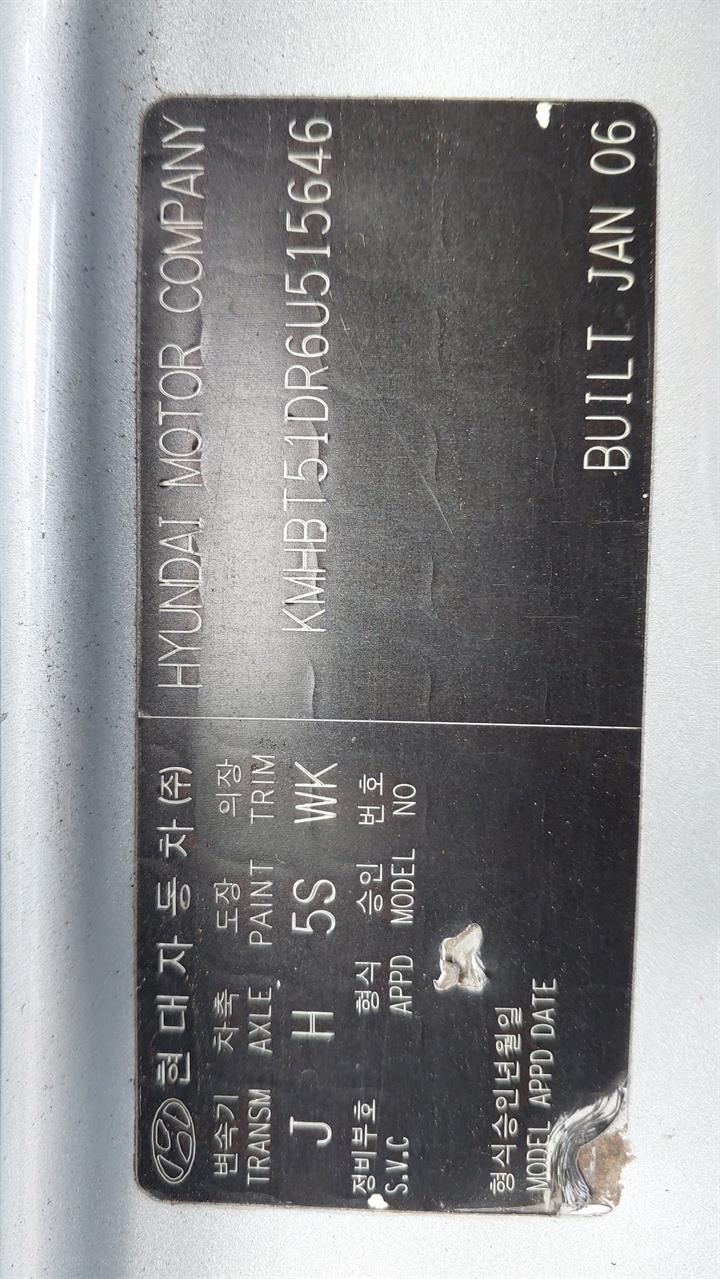 현대자동차(주)
변속기 차축 도장 의장
TRANSM AXLE PAINT TRIM
J H 5S WK
정비부호 형식 승인 번호
S.V.C APPD MODEL NO
형식승인년월일
MODEL APPD DATE
HYUNDAI MOTOR COMPANY
KMHBT51DR6U515646
BUILT JAN 06